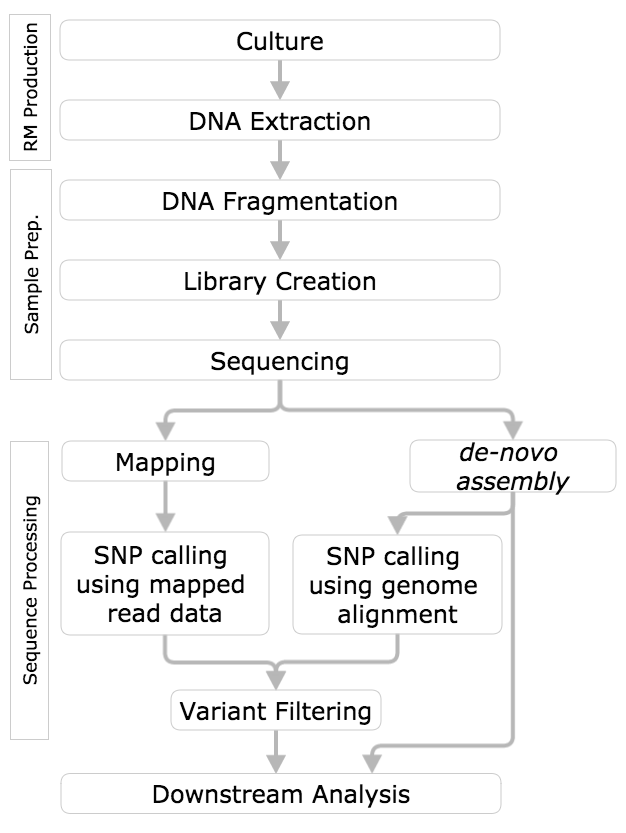 RM Production
Culture
DNA Extraction
Sample Prep.
DNA Fragmentation
Library Creation
Sequencing
Sequence Processing
Mapping
de-novo
assembly
SNP calling
using mapped
read data
SNP calling
using genome
alignment
Variant Filtering
Downstream Analysis